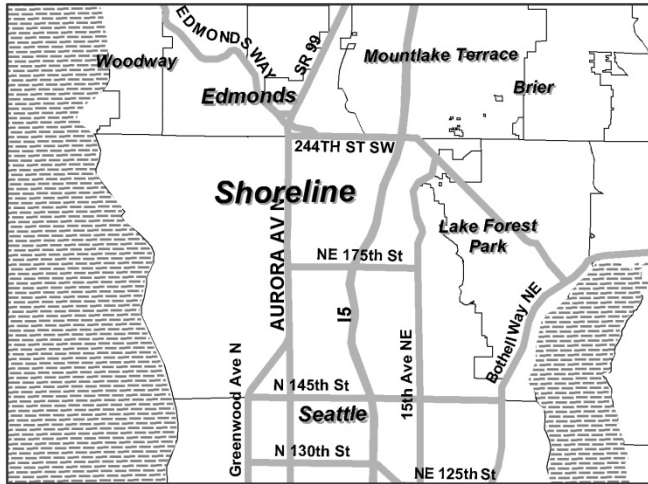 EDMONDS WAY
SR 99
Mountlake Terrace
Woodway
Brier
Edmonds
244TH ST SW
Shoreline
AURORA AV N
Lake Forest
Park
NE 175th St
I5
Bothell Way NE
15th Ave NE
Greenwood Ave N
N 145th St
Seattle
N 130th St
NE 125th St